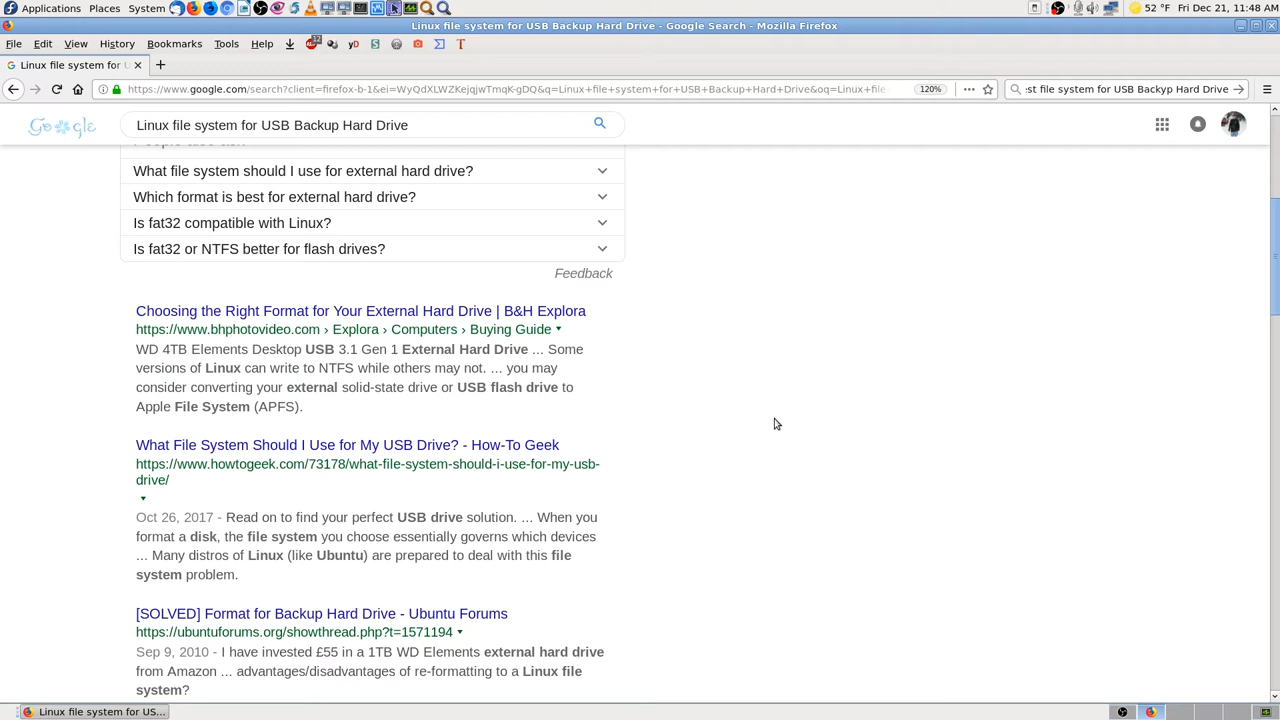 Applications Places System 52 °F Fri Dec 21, 11:48 AM
Linux file system for USB Backup Hard Drive - Google Search - Mozilla Firefox
File Edit View History Bookmarks Tools Help 12 yD S T
Linux file system for U
https://www.google.com/search?client=firefox-b-1&ei=WyQdXLWZKejqjwTmqK-gDQ&q=Linux+file+system+for+USB+Backup+Hard+Drive&oq=Linux+file 120% st file system for USB Backyp Hard Drive
Google Linux file system for USB Backup Hard Drive
People also ask
What file system should I use for external hard drive?
Which format is best for external hard drive?
Is fat32 compatible with Linux?
Is fat32 or NTFS better for flash drives?
Feedback
Choosing the Right Format for Your External Hard Drive | B&H Explora
https://www.bhphotovideo.com › Explora › Computers › Buying Guide
WD 4TB Elements Desktop USB 3.1 Gen 1 External Hard Drive ... Some
versions of Linux can write to NTFS while others may not. ... you may
consider converting your external solid-state drive or USB flash drive to
Apple File System (APFS).
What File System Should I Use for My USB Drive? - How-To Geek
https://www.howtogeek.com/73178/what-file-system-should-i-use-for-my-usb-
drive/
Oct 26, 2017 - Read on to find your perfect USB drive solution. ... When you
format a disk, the file system you choose essentially governs which devices
... Many distros of Linux (like Ubuntu) are prepared to deal with this file
system problem.
[SOLVED] Format for Backup Hard Drive - Ubuntu Forums
https://ubuntuforums.org/showthread.php?t=1571194
Sep 9, 2010 - I have invested £55 in a 1TB WD Elements external hard drive
from Amazon ... advantages/disadvantages of re-formatting to a Linux file
system?
Linux file system for US...